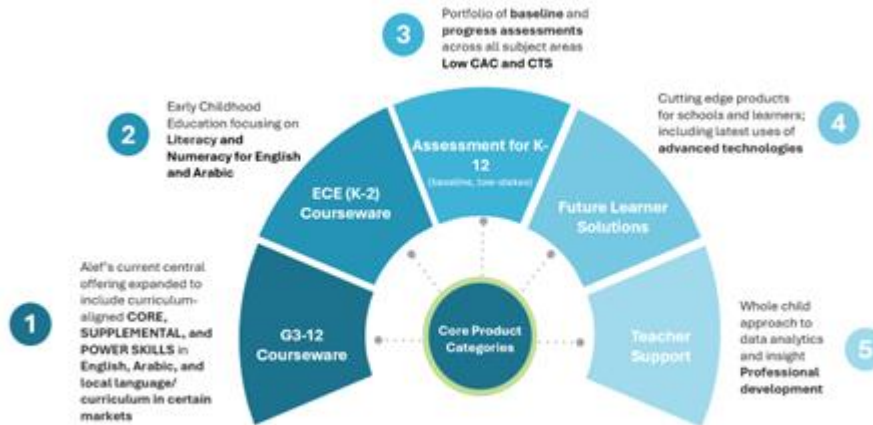 3
Portfolio of baseline and
progress assessments
across all subject areas
Low CAC and CTS
2
Early Childhood
Education focusing on
Literacy and
Numeracy for English
and Arabic
Cutting edge products
for schools and learners;
including latest uses of
advanced technologies
4
Assessment for K-
12
(baseline, low-stakes)
ECE (K-2)
Courseware
Future Learner
Solutions
1
Alef's current central
offering expanded to
include curriculum-
aligned CORE,
SUPPLEMENTAL, and
POWER SKILLS in
English, Arabic, and
local language/
curriculum in certain
markets
G3-12
Courseware
Core Product
Categories
Teacher
Support
Whole child
approach to
data analytics
and insight
Professional
development
5